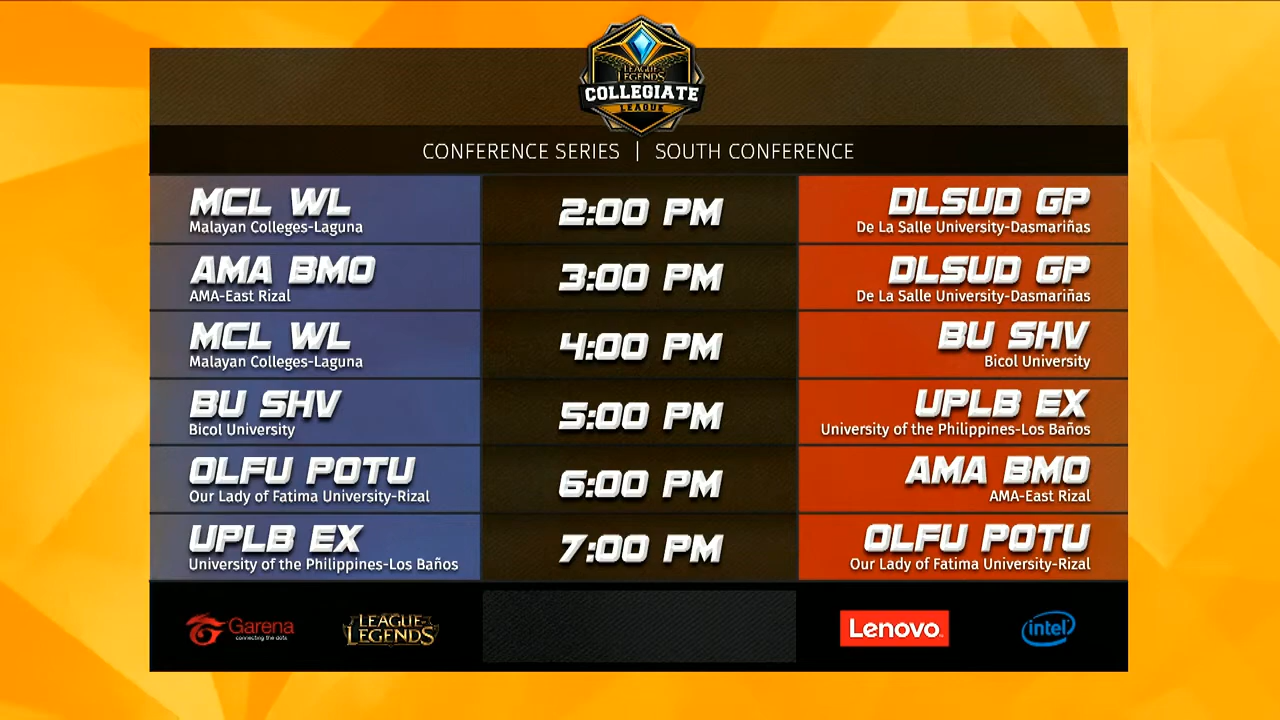 LEAGUE
LEGENDS
COLLEGIATE
LEAGUE
CONFERENCE SERIES | SOUTH CONFERENCE
MCL WL
Malayan Colleges-Laguna
2:00 PM
DLSUD GP
De La Salle University-Dasmariñas
AMA BMO
AMA-East Rizal
3:00 PM
DLSUD GP
De La Salle University-Dasmariñas
MCL WL
Malayan Colleges-Laguna
4:00 PM
BU SHV
Bicol University
BU SHV
Bicol University
5:00 PM
UPLB EX
University of the Philippines-Los Baños
OLFU POTU
Our Lady of Fatima University-Rizal
6:00 PM
AMA BMO
AMA-East Rizal
UPLB EX
University of the Philippines-Los Baños
7:00 PM
OLFU POTU
Our Lady of Fatima University-Rizal
Garena
connecting the dots
LEAGUE of
LEGENDS
Lenovo
intel